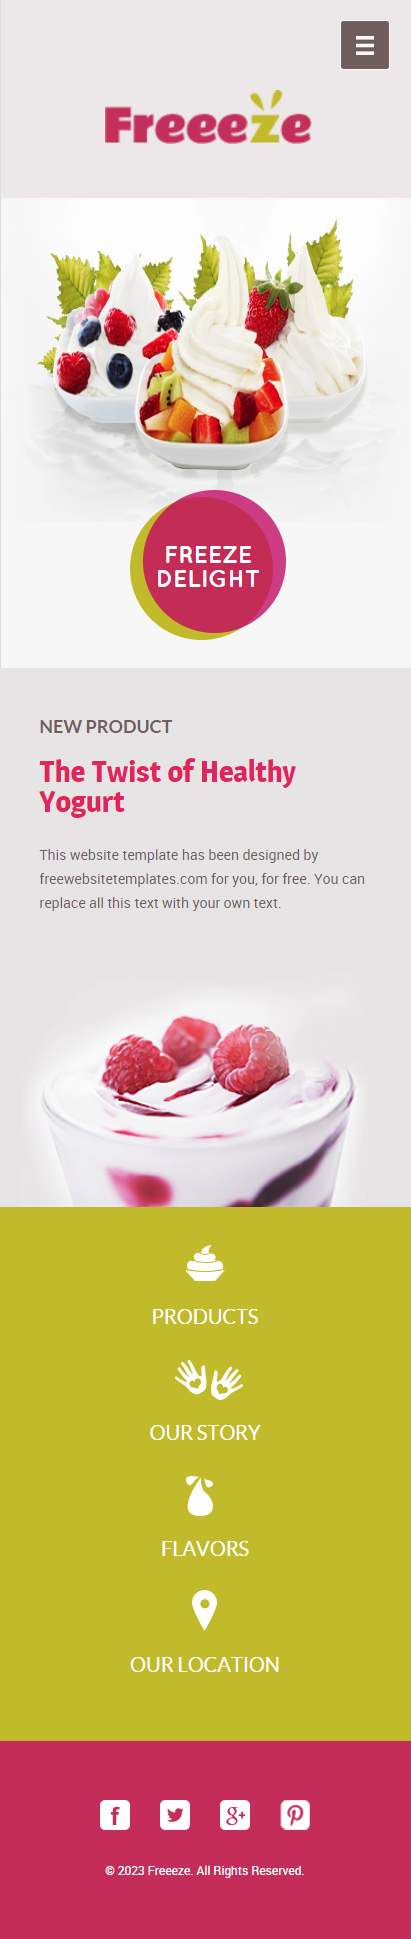 Freeeze
FREEZE
DELIGHT
NEW PRODUCT
The Twist of Healthy
Yogurt
This website template has been designed by
freewebsitetemplates.com for you, for free. You can
replace all this text with your own text.
PRODUCTS
OUR STORY
FLAVORS
OUR LOCATION
© 2023 Freeeze. All Rights Reserved.